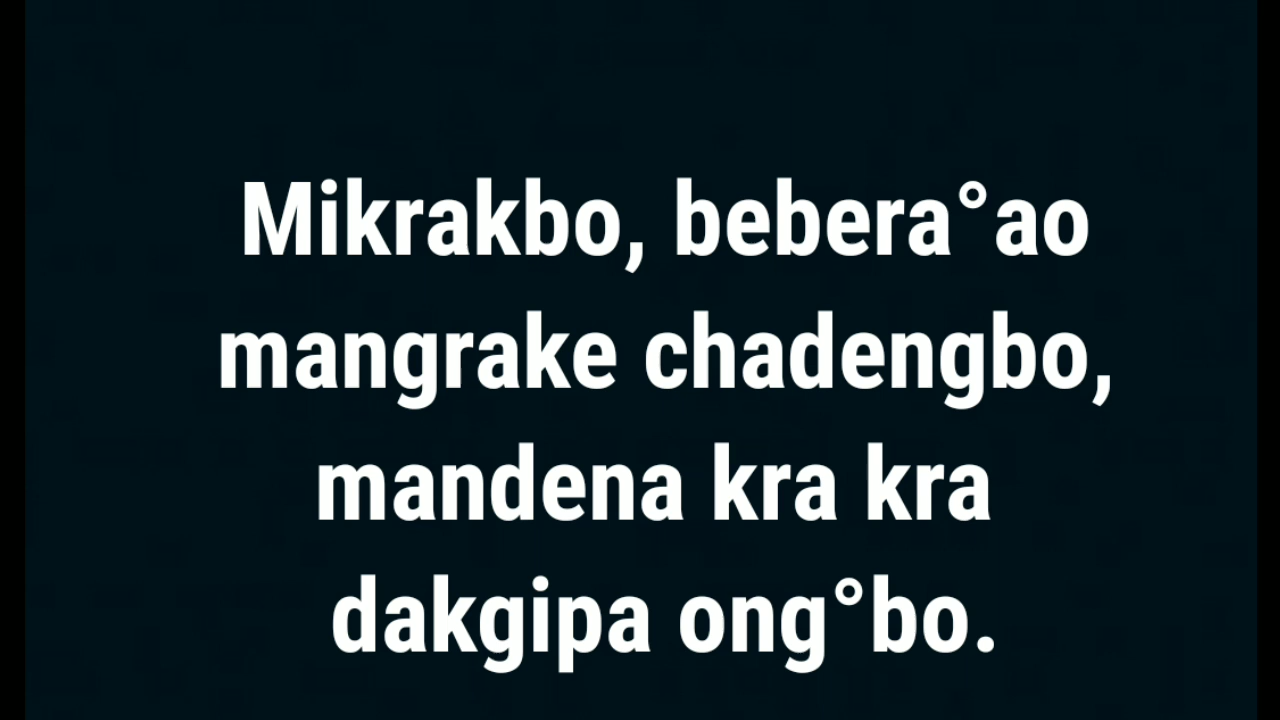 Mikrakbo, bebera°ao
mangrake chadengbo,
mandena kra kra
dakgipa ong°bo.